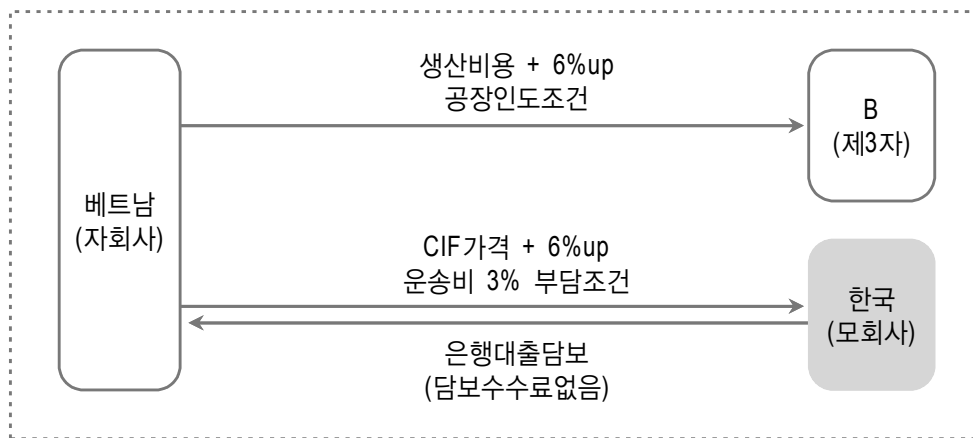 생산비용 + 6%up
공장인도조건
B
(제3자)
베트남
(자회사)
CIF가격 + 6%up
운송비 3% 부담조건
한국
(모회사)
은행대출담보
(담보수수료없음)